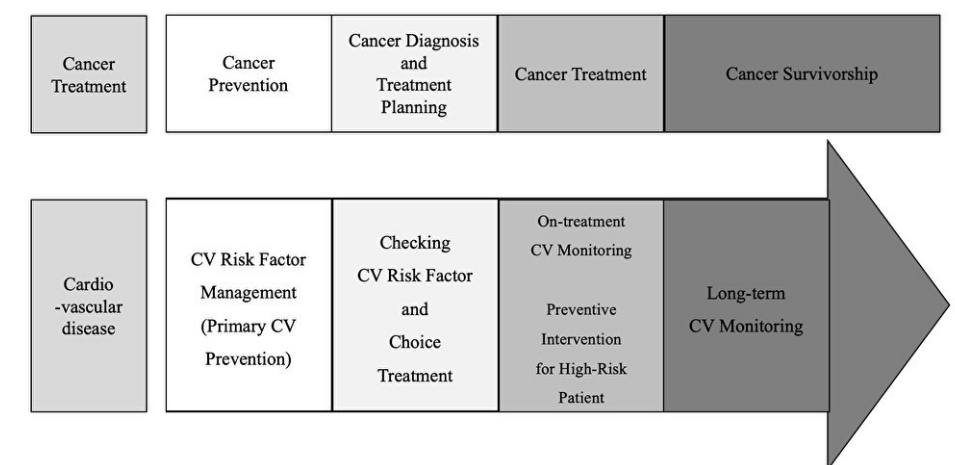 Cancer
Treatment
Cancer
Prevention
Cancer Diagnosis
and
Treatment
Planning
Cancer Treatment
Cancer Survivorship
Cardio
-vascular
disease
CV Risk Factor
Management
(Primary CV
Prevention)
Checking
CV Risk Factor
and
Choice
Treatment
On-treatment
CV Monitoring
Preventive
Intervention
for High-Risk
Patient
Long-term
CV Monitoring